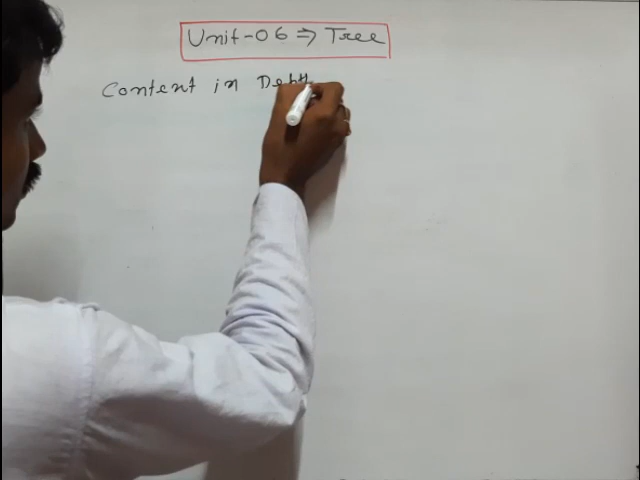 Unit-06 ⇒ Tree
Content in Depth